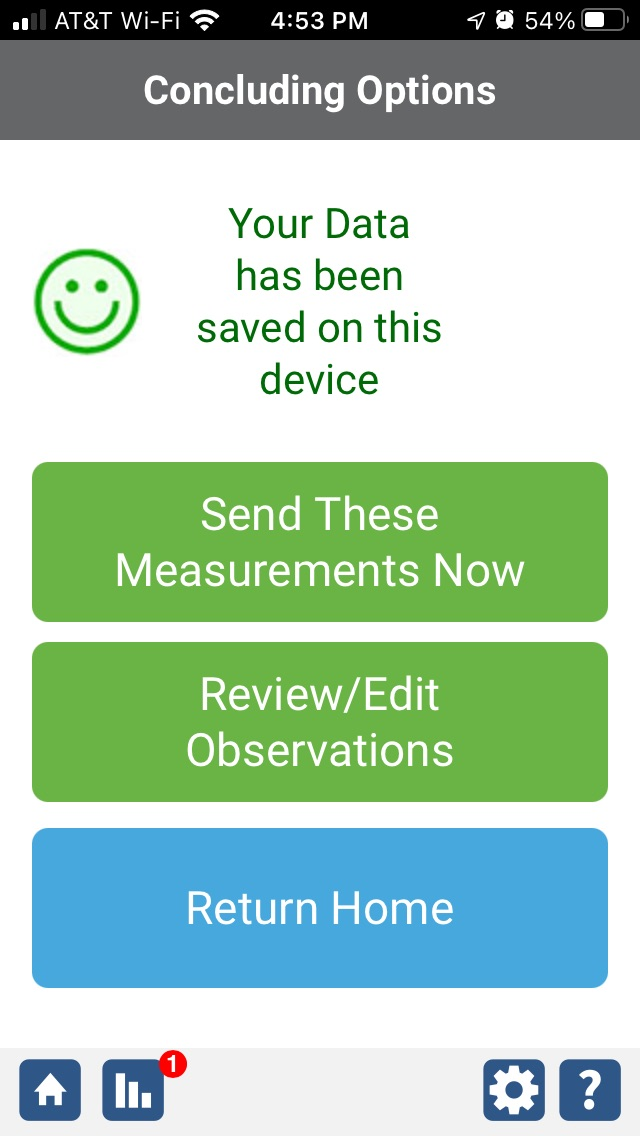 AT&T Wi-Fi 4:53 PM 54%
Concluding Options
Your Data
has been
saved on this
device
Send These
Measurements Now
Review/Edit
Observations
Return Home
1
?